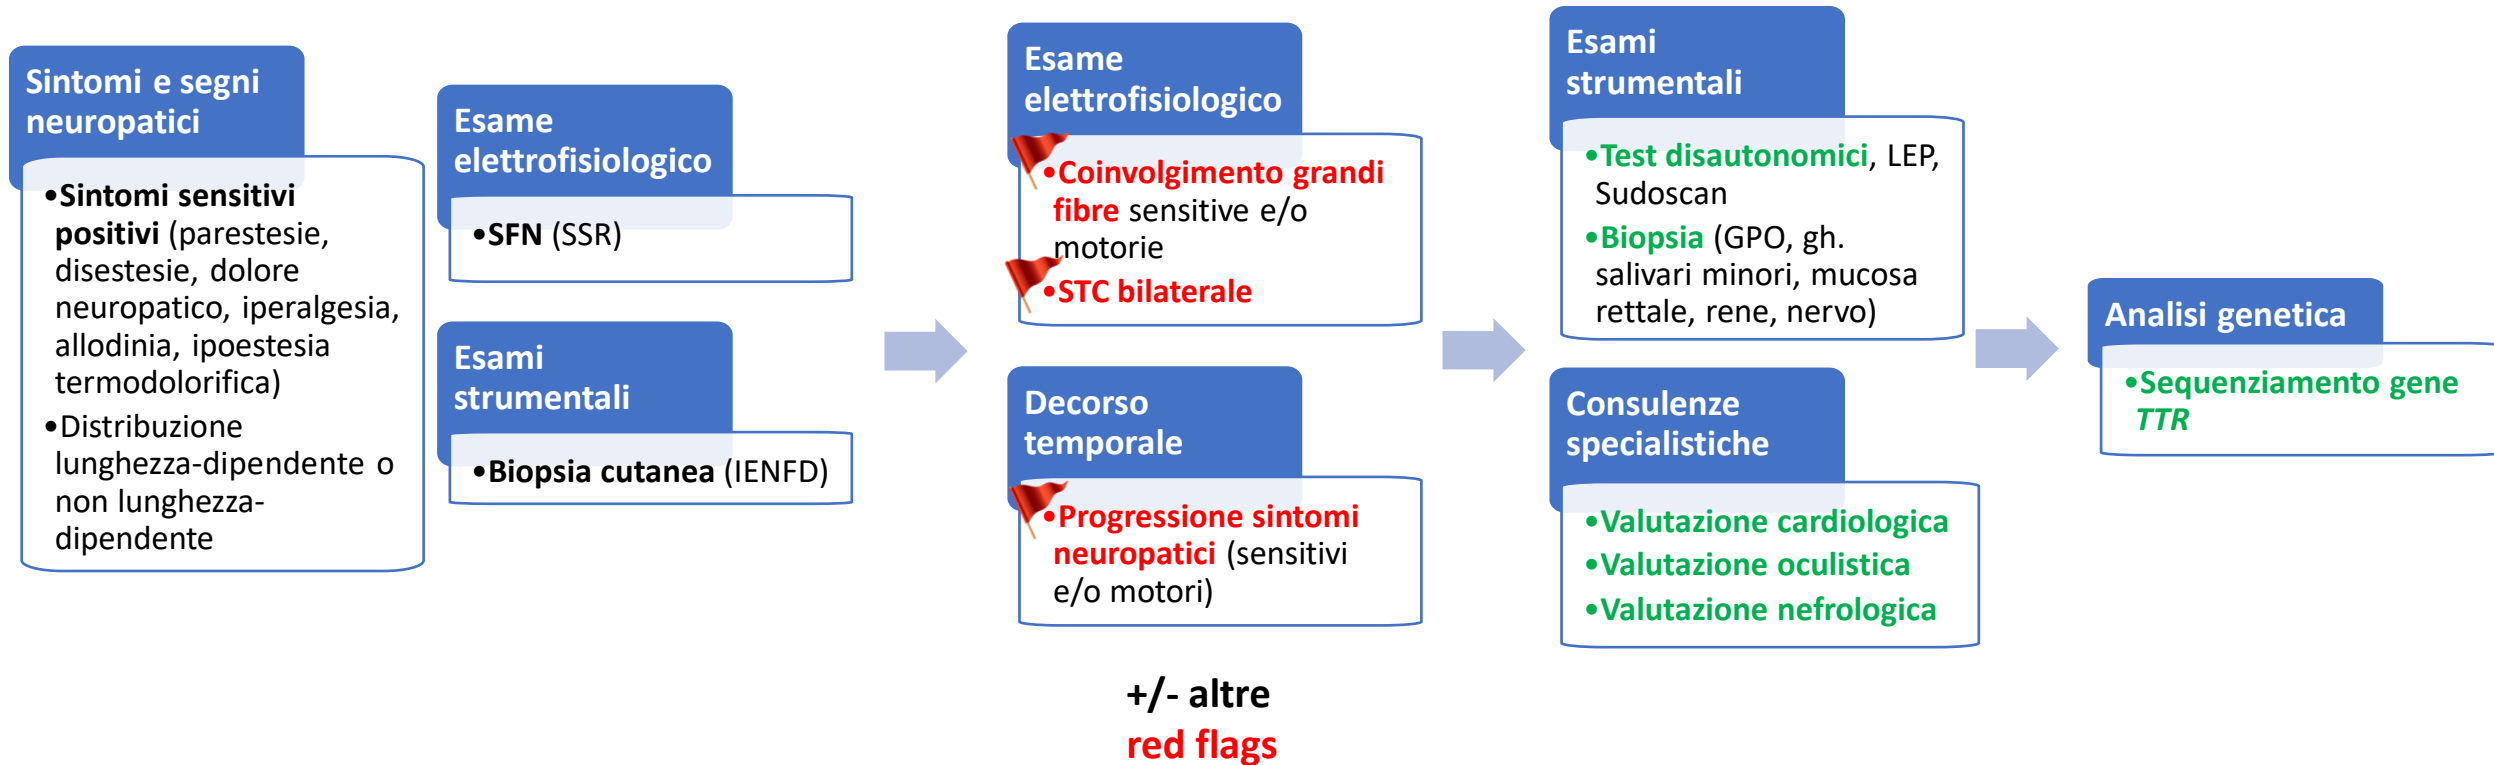 Sintomi e segni
neuropatici
•Sintomi sensitivi
positivi (parestesie,
disestesie, dolore
neuropatico, iperalgesia,
allodinia, ipoestesia
termodolorifica)
•Distribuzione
lunghezza-dipendente o
non lunghezza-
dipendente
Esame
elettrofisiologico
•SFN (SSR)
Esami
strumentali
•Biopsia cutanea (IENFD)
Esame
elettrofisiologico
•Coinvolgimento grandi
fibre sensitive e/o
motorie
•STC bilaterale
Decorso
temporale
•Progressione sintomi
neuropatici (sensitivi
e/o motori)
+/- altre
red flags
Esami
strumentali
•Test disautonomici, LEP,
Sudoscan
•Biopsia (GPO, gh.
salivari minori, mucosa
rettale, rene, nervo)
Consulenze
specialistiche
•Valutazione cardiologica
•Valutazione oculistica
•Valutazione nefrologica
Analisi genetica
•Sequenziamento gene
TTR